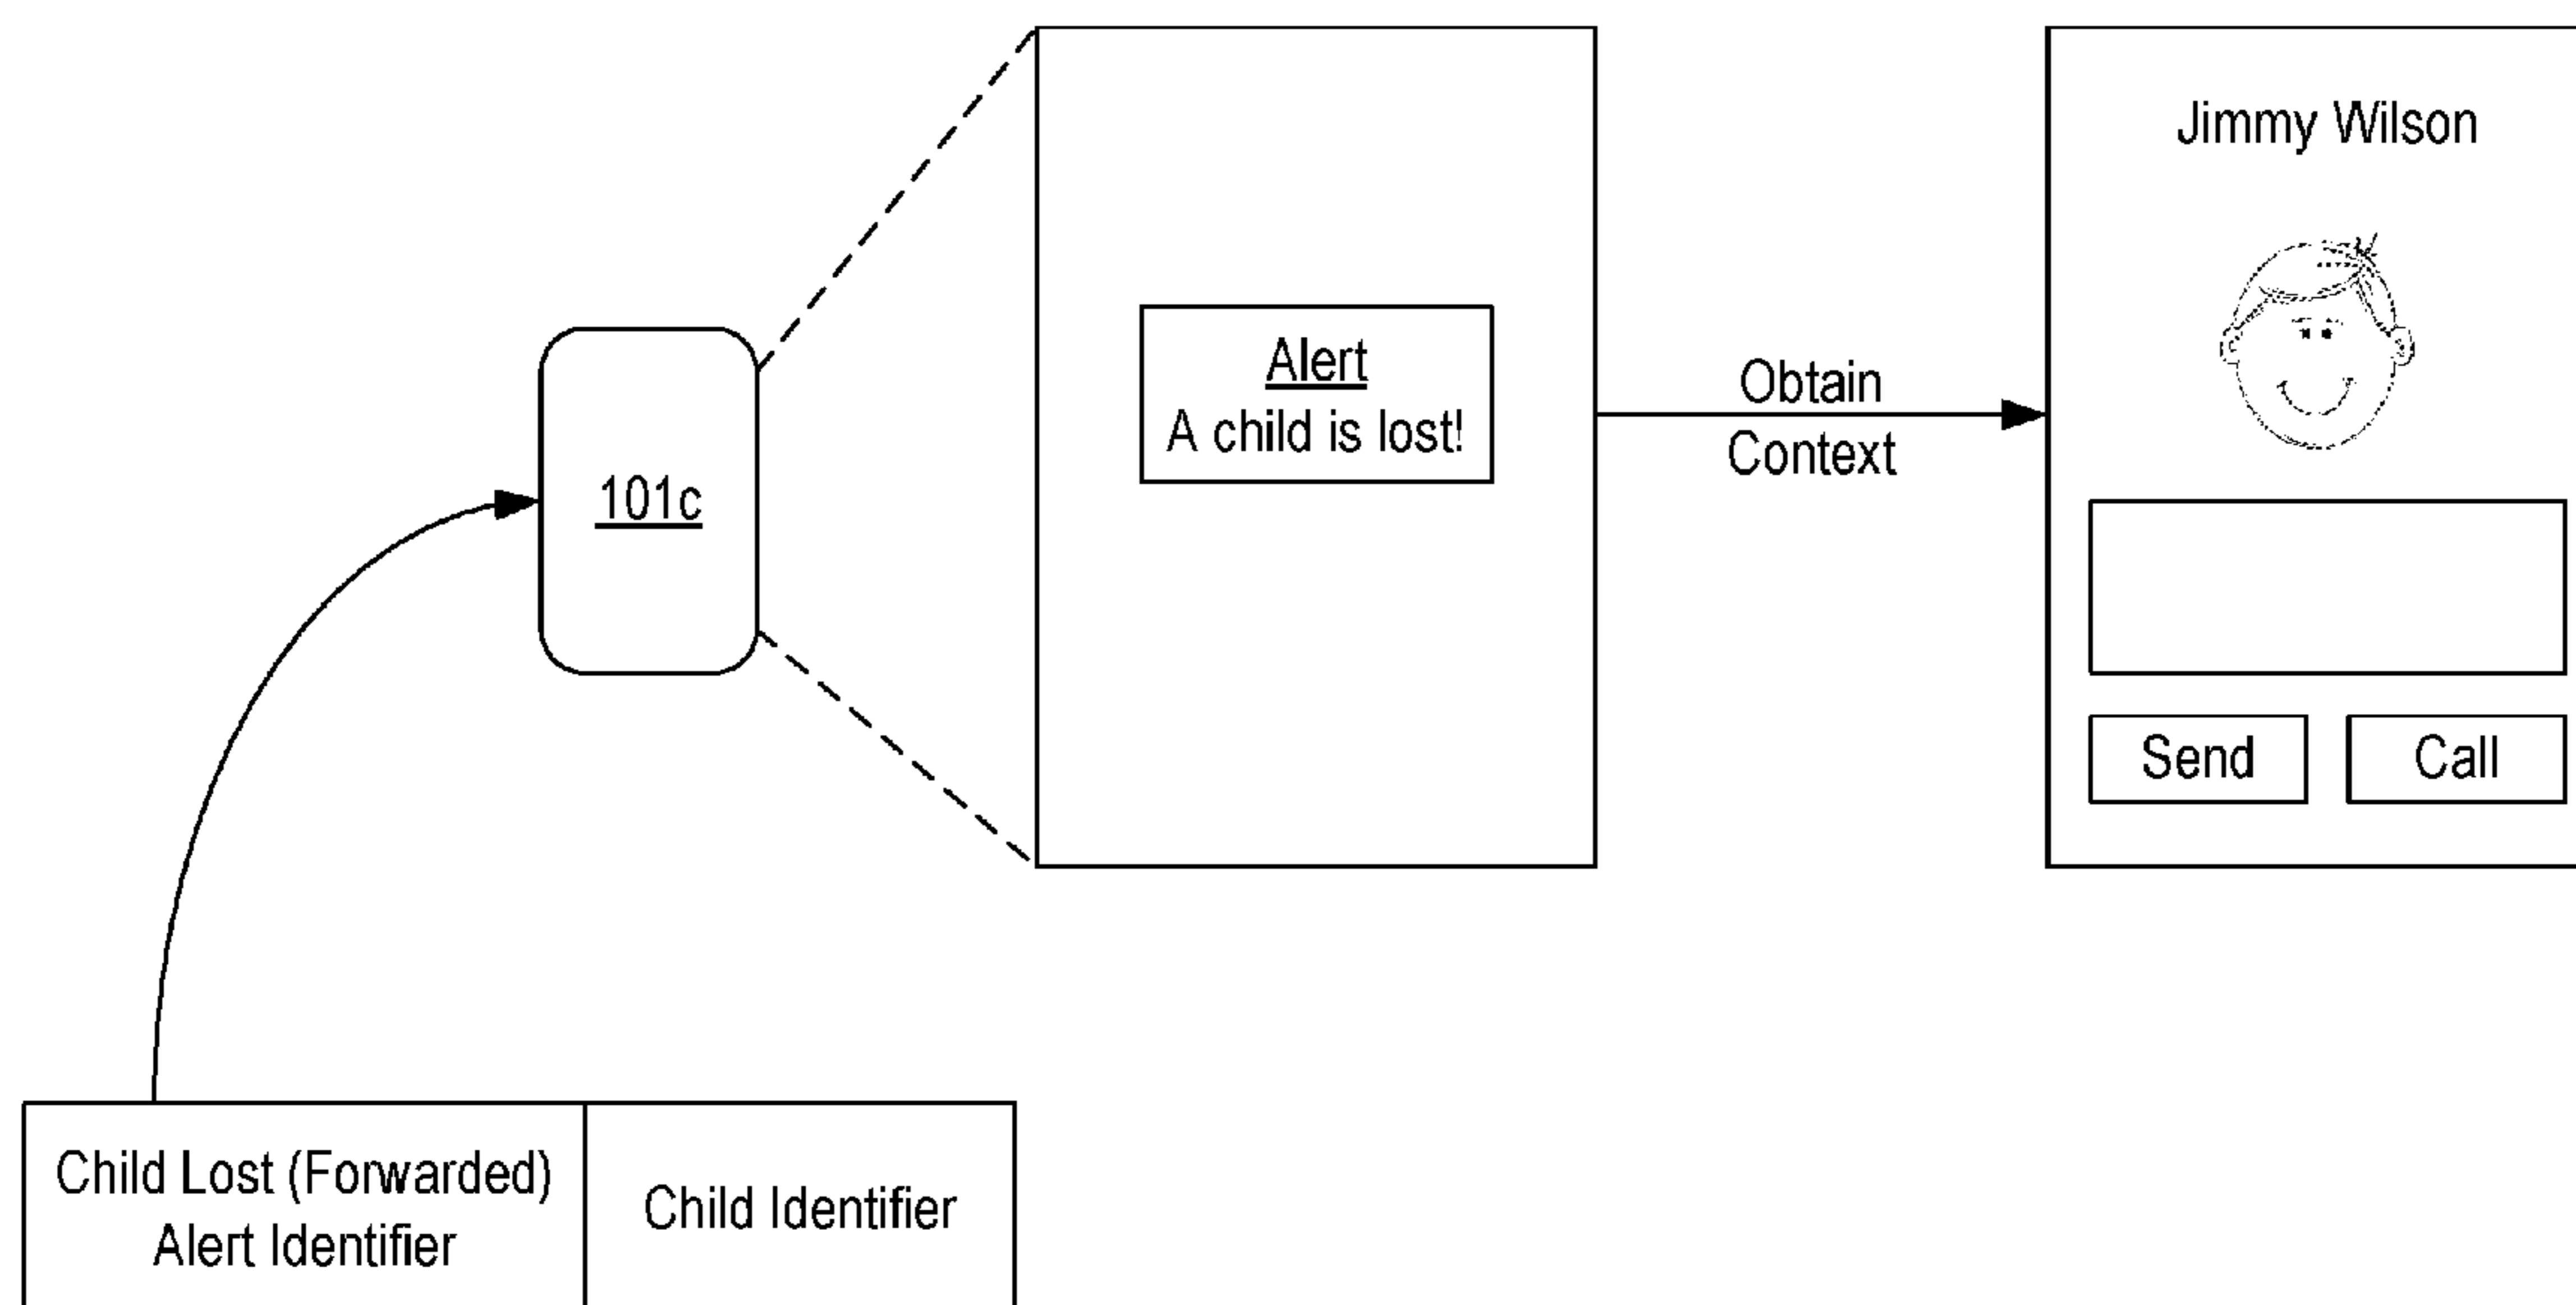 Jimmy Wilson
Alert
A child is lost!
Obtain
Context
101c
Send
Call
Child Lost (Forwarded)
Alert Identifier
Child Identifier